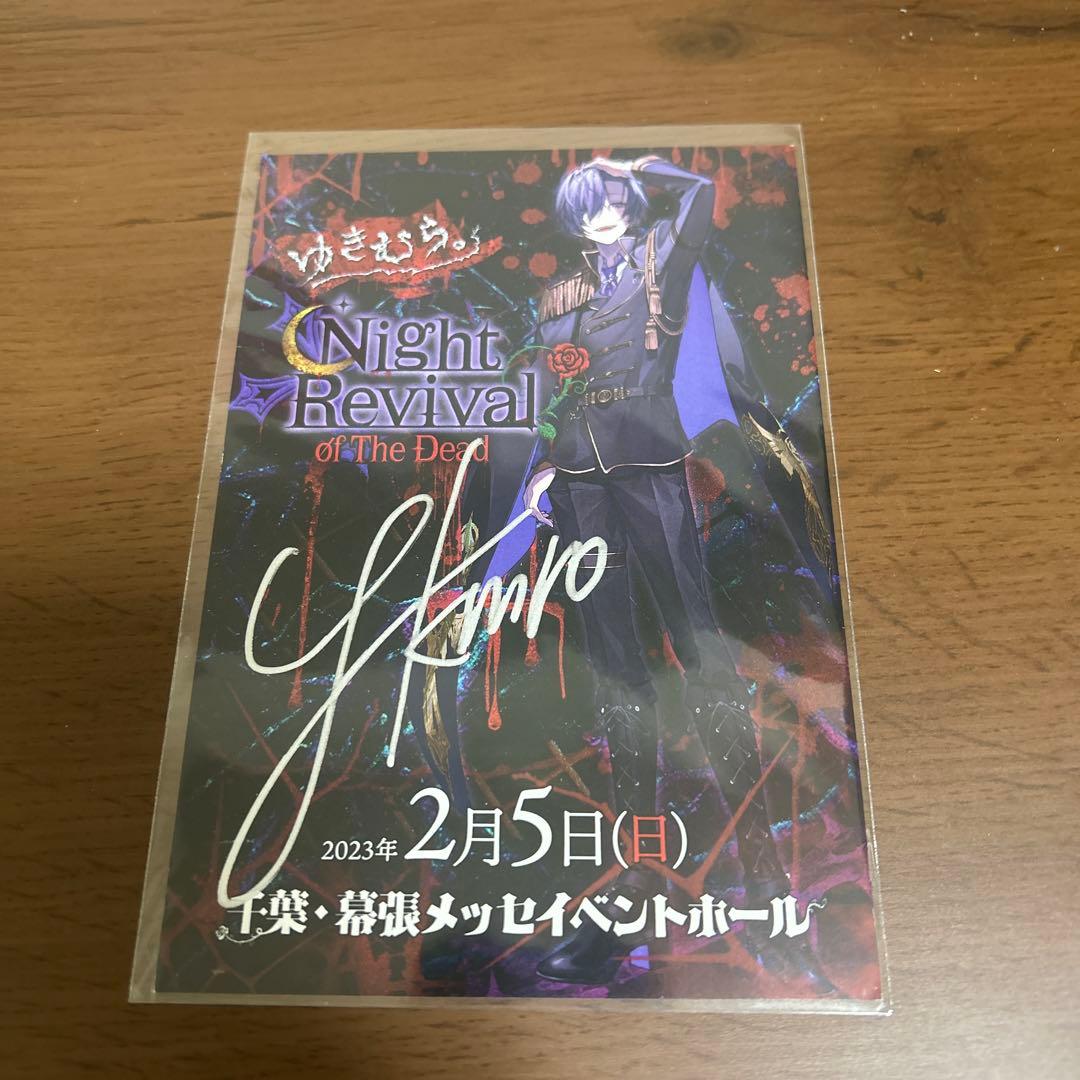 ゆきむら。
Night
Revival
of The Dead
2023年 2月5日(日)
千葉・幕張メッセイベントホール